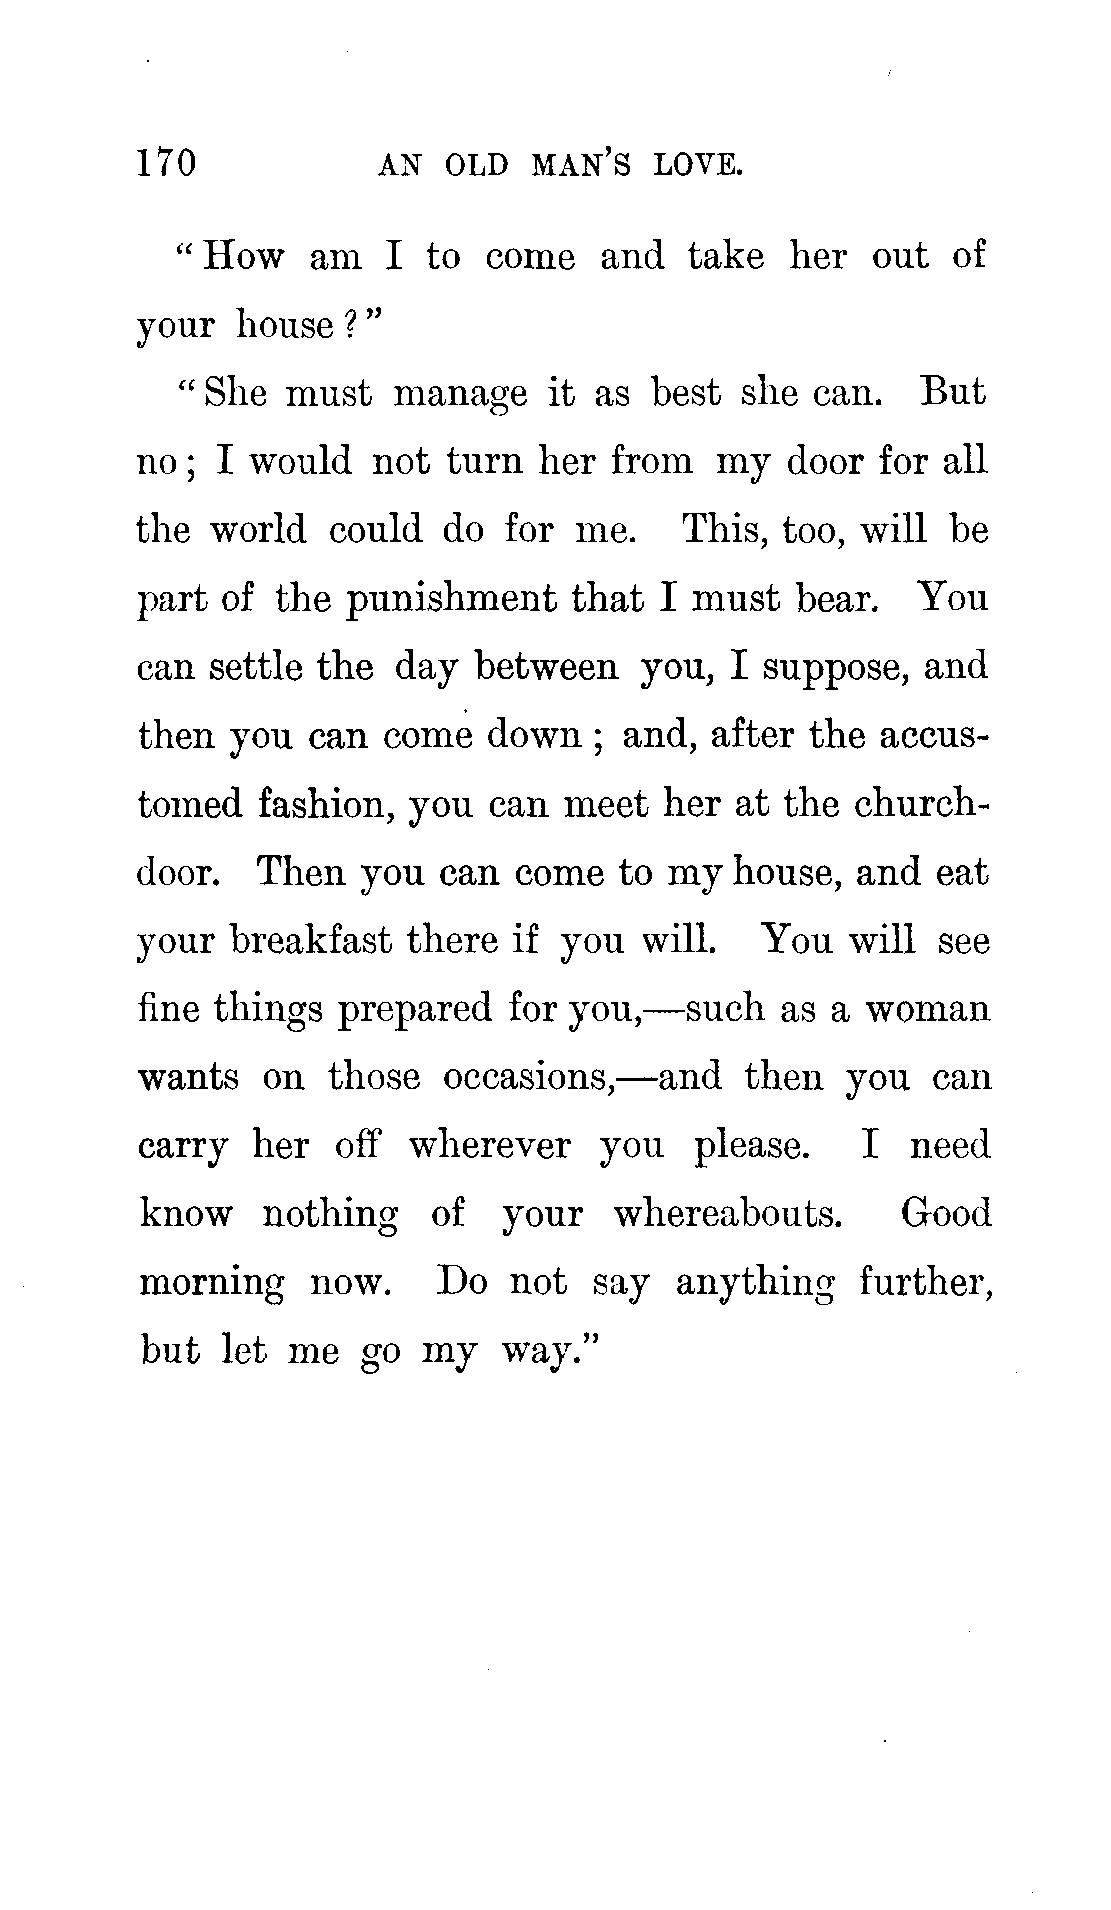 170 AN OLD MAN'S LOVE.
"How am I to come and take her out of
your house?"
"She must manage it as best she can. But
no; I would not turn her from my door for all
the world could do for me. This, too, will be
part of the punishment that I must bear. You
can settle the day between you, I suppose, and
then you can come down; and, after the accus-
tomed fashion, you can meet her at the church-
door. Then you can come to my house, and eat
your breakfast there if you will. You will see
fine things prepared for you,—such as a woman
wants on those occasions,—and then you can
carry her off wherever you please. I need
know nothing of your whereabouts. Good
morning now. Do not say anything further,
but let me go my way."